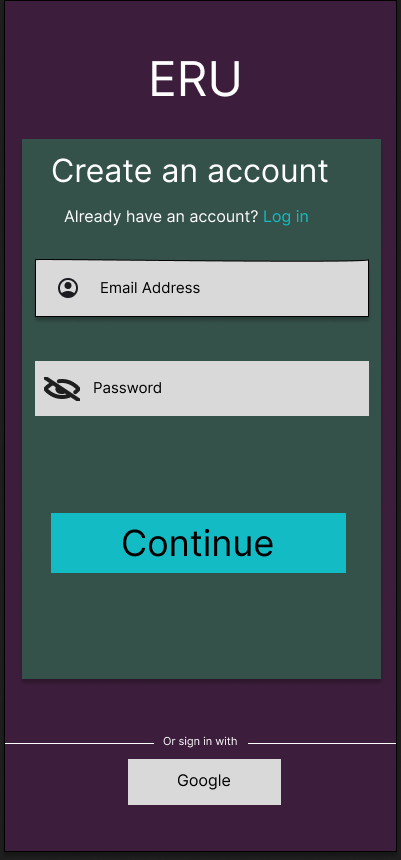 ERU
Create an account
Already have an account? Log in
Email Address
Password
Continue
Or sign in with
Google